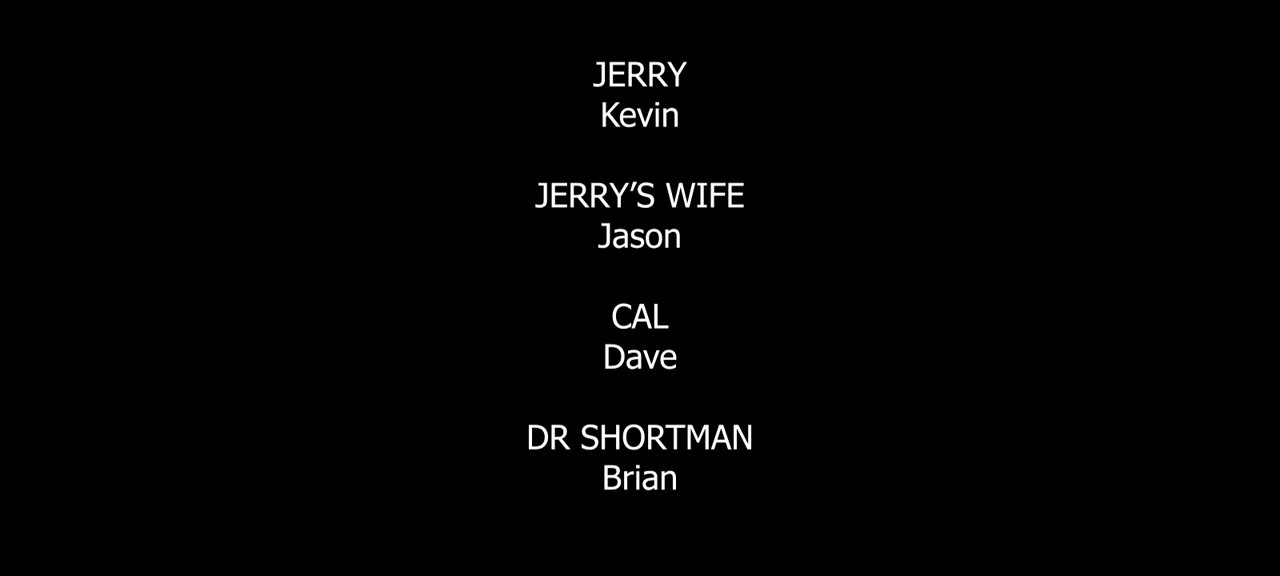 JERRY
Kevin
JERRY’S WIFE
Jason
CAL
Dave
DR SHORTMAN
Brian